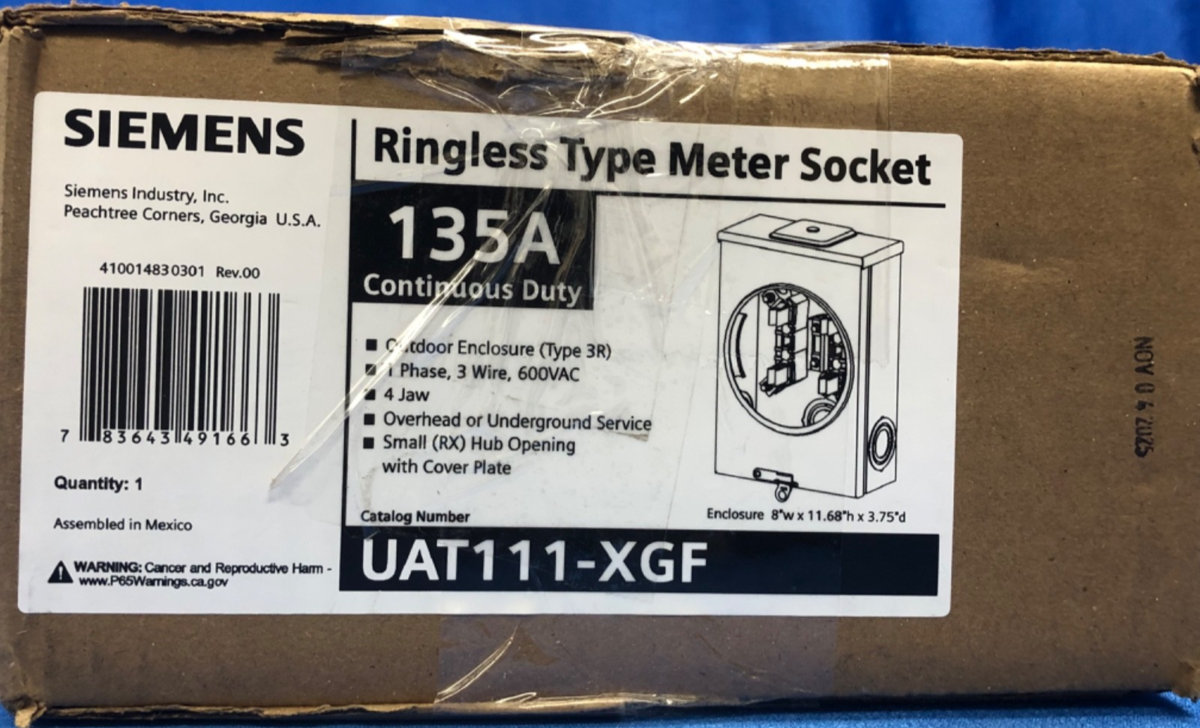 SIEMENS
Siemens Industry, Inc.
Peachtree Corners, Georgia U.S.A.
410014830301 Rev.00
7 83643 49166 3
Quantity: 1
Assembled in Mexico
WARNING: Cancer and Reproductive Harm -
www.P65Warnings.ca.gov
Ringless Type Meter Socket
135A
Continuous Duty
■ Outdoor Enclosure (Type 3R)
■ 1 Phase, 3 Wire, 600VAC
■ 4 Jaw
■ Overhead or Underground Service
■ Small (RX) Hub Opening
with Cover Plate
Enclosure 8"w x 11.68"h x 3.75"d
Catalog Number
UAT111-XGF
NOV 0 4 2025